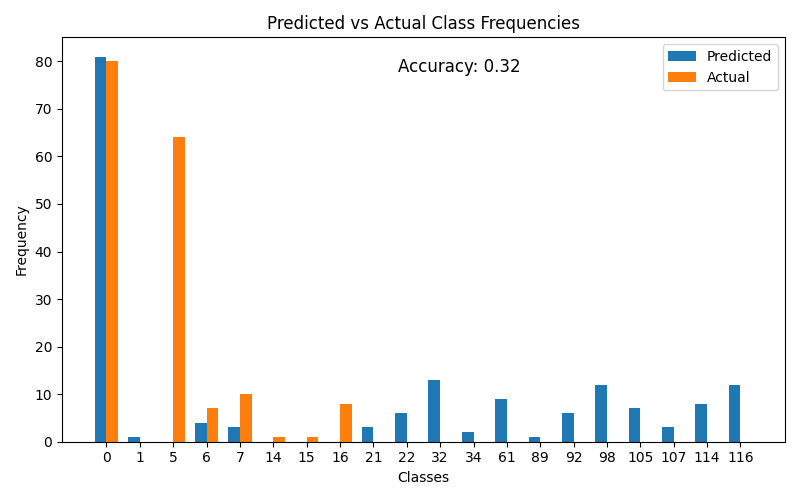 Predicted vs Actual Class Frequencies
Accuracy: 0.32
Predicted
Actual
Frequency
80
70
60
50
40
30
20
10
0
0 1 5 6 7 14 15 16 21 22 32 34 61 89 92 98 105 107 114 116
Classes